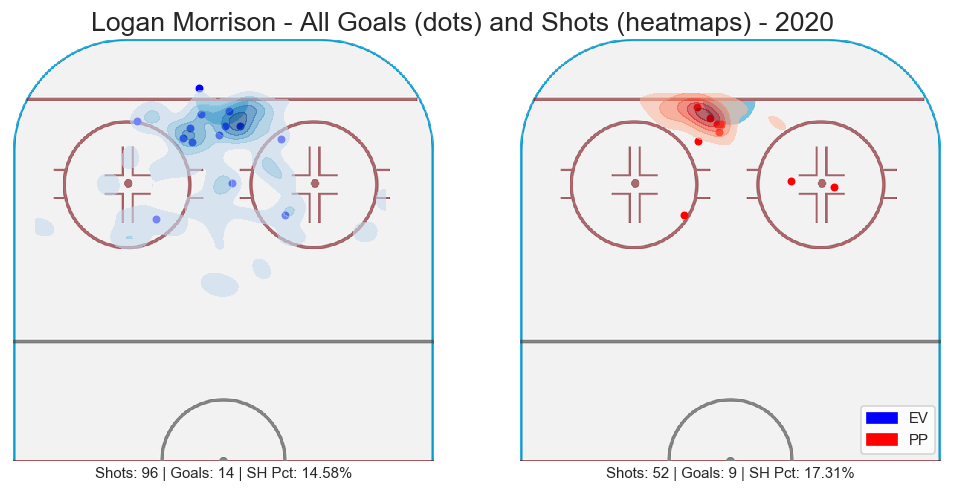 Logan Morrison - All Goals (dots) and Shots (heatmaps) - 2020
EV
PP
Shots: 96 | Goals: 14 | SH Pct: 14.58%
Shots: 52 | Goals: 9 | SH Pct: 17.31%